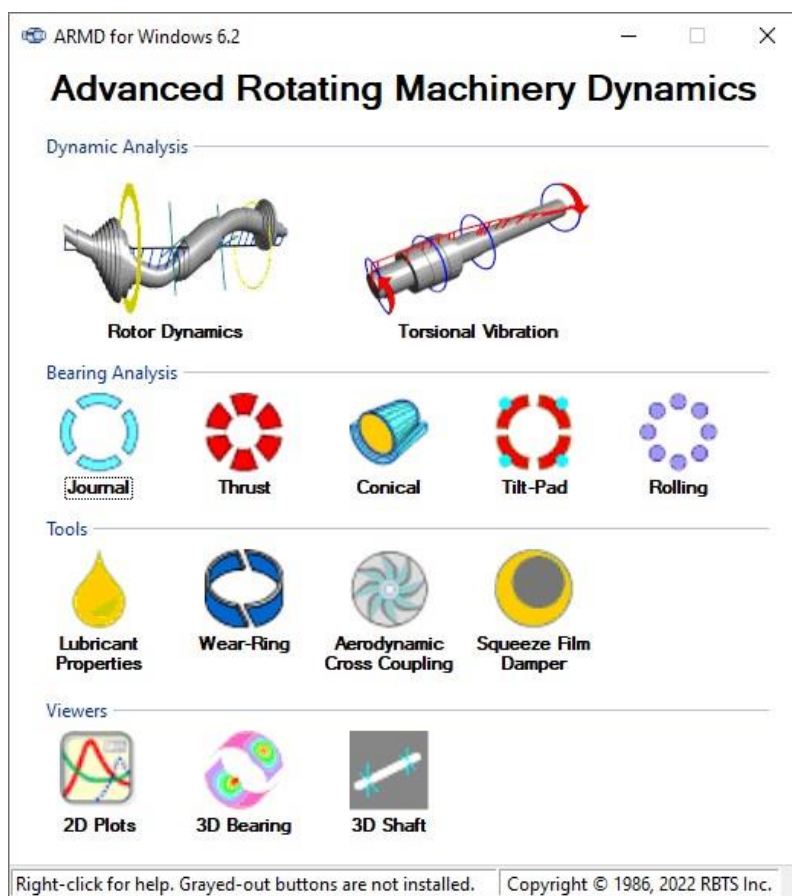 ARMD for Windows 6.2
Advanced Rotating Machinery Dynamics
Dynamic Analysis
Rotor Dynamics
Torsional Vibration
Bearing Analysis
Journal
Thrust
Conical
Tilt-Pad
Rolling
Tools
Lubricant
Properties
Wear-Ring
Aerodynamic
Cross Coupling
Squeeze Film
Damper
Viewers
2D Plots
3D Bearing
3D Shaft
Right-click for help. Grayed-out buttons are not installed.
Copyright © 1986, 2022 RBTS Inc.